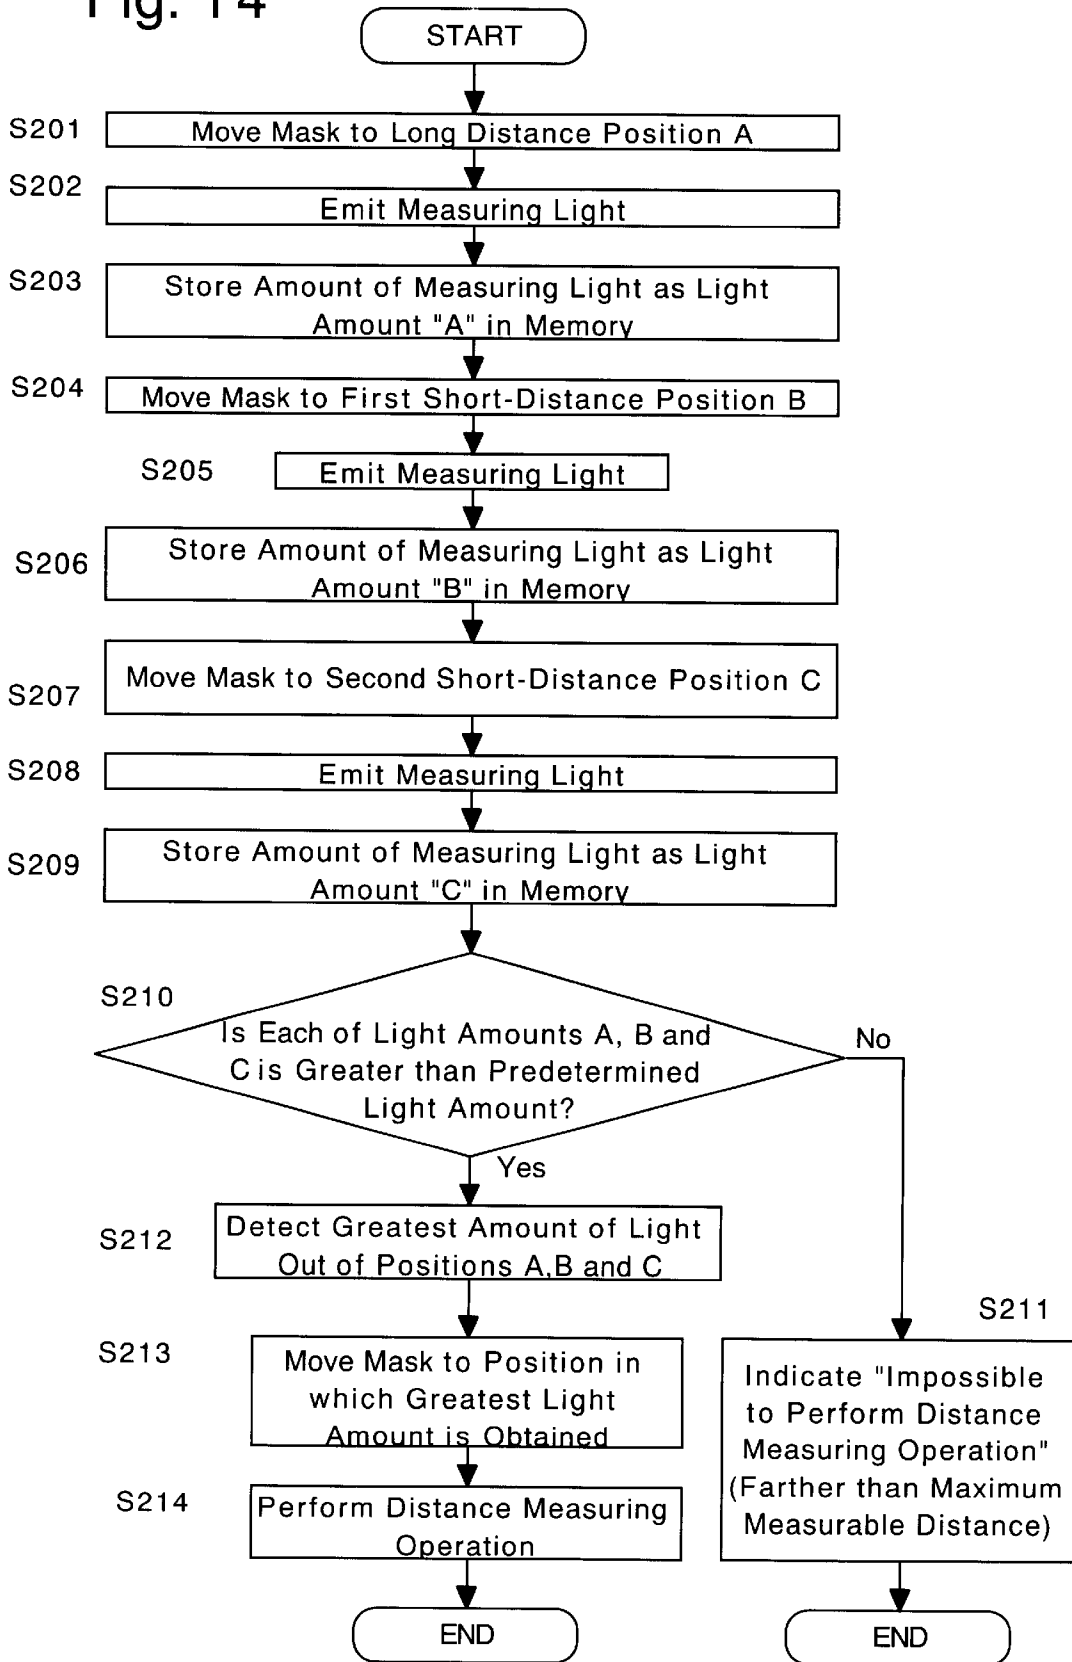 Fig. 14
START
S201
Move Mask to Long Distance Position A
S202
Emit Measuring Light
S203
Store Amount of Measuring Light as Light
Amount "A" in Memory
S204
Move Mask to First Short-Distance Position B
S205
Emit Measuring Light
S206
Store Amount of Measuring Light as Light
Amount "B" in Memory
S207
Move Mask to Second Short-Distance Position C
S208
Emit Measuring Light
S209
Store Amount of Measuring Light as Light
Amount "C" in Memory
S210
Is Each of Light Amounts A, B and
C is Greater than Predetermined
Light Amount?
No
Yes
S212
Detect Greatest Amount of Light
Out of Positions A,B and C
S213
Move Mask to Position in
which Greatest Light
Amount is Obtained
S214
Perform Distance Measuring
Operation
END
S211
Indicate "Impossible
to Perform Distance
Measuring Operation"
(Farther than Maximum
Measurable Distance)
END